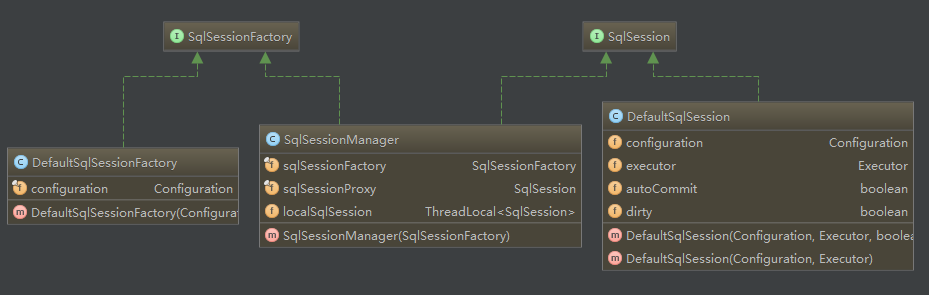 I SqlSessionFactory
I SqlSession
C DefaultSqlSessionFactory
f configuration Configuration
m DefaultSqlSessionFactory(Configura
C SqlSessionManager
f sqlSessionFactory SqlSessionFactory
f sqlSessionProxy SqlSession
f localSqlSession ThreadLocal<SqlSession>
m SqlSessionManager(SqlSessionFactory)
C DefaultSqlSession
f configuration Configuration
f executor Executor
f autoCommit boolean
f dirty boolean
m DefaultSqlSession(Configuration, Executor, boolea
m DefaultSqlSession(Configuration, Executor)